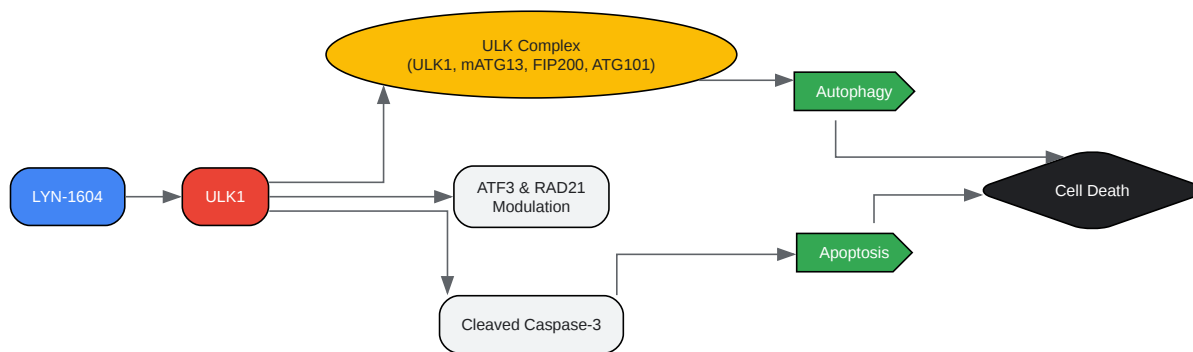 ULK Complex
(ULK1, mATG13, FIP200, ATG101)
Autophagy
LYN-1604
ULK1
ATF3 & RAD21
Modulation
Cell Death
Apoptosis
Cleaved Caspase-3